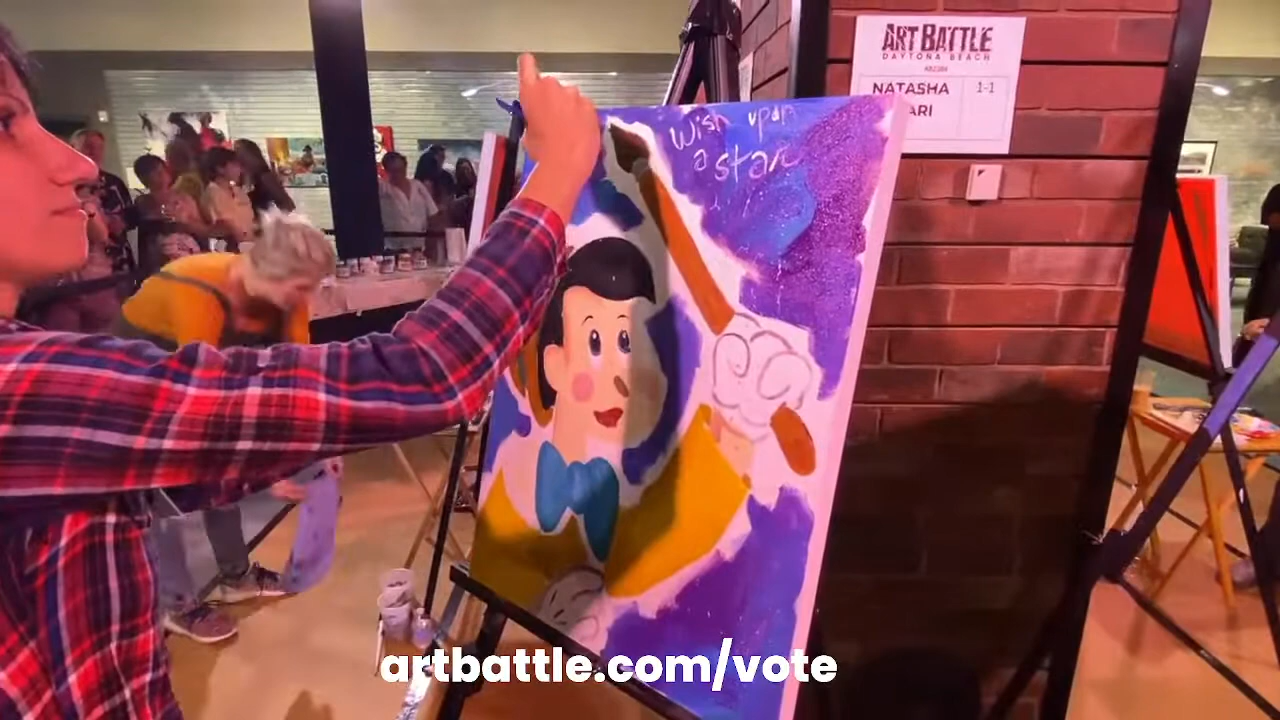 ART BATTLE
DAYTONA BEACH
NATASHA 1-1
ARI
Wish upon
a star
artbattle.com/vote